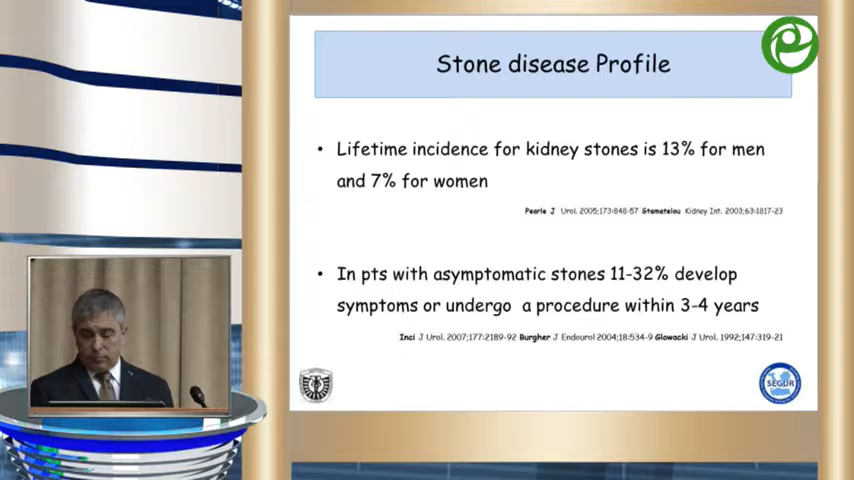 Stone disease Profile
• Lifetime incidence for kidney stones is 13% for men
and 7% for women
Pearle J Urol. 2005;173:848-57 Stamatelou Kidney Int. 2003;63:1817-23
• In pts with asymptomatic stones 11-32% develop
symptoms or undergo a procedure within 3-4 years
Inci J Urol. 2007;177:2189-92 Burgher J Endourol 2004;18:534-9 Glowacki J Urol. 1992;147:319-21
SEGUR